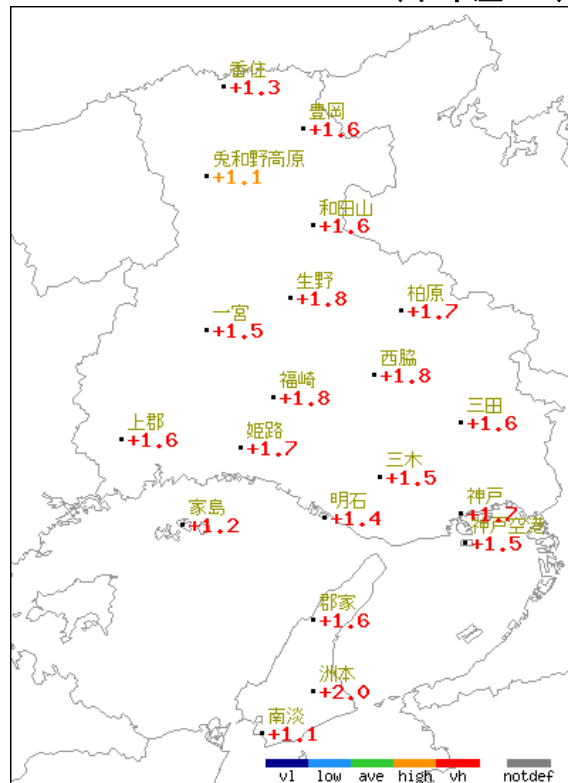 香住
+1.3
豊岡
+1.6
兎和野高原
+1.1
和田山
+1.6
生野
+1.8
柏原
+1.7
一宮
+1.5
西脇
+1.8
福崎
+1.8
三田
+1.6
上郡
+1.6
姫路
+1.7
三木
+1.5
家島
+1.2
明石
+1.4
神戸
+1.7
神戸空港
+1.5
郡家
+1.6
洲本
+2.0
南淡
+1.1
vl low ave high vh notdef